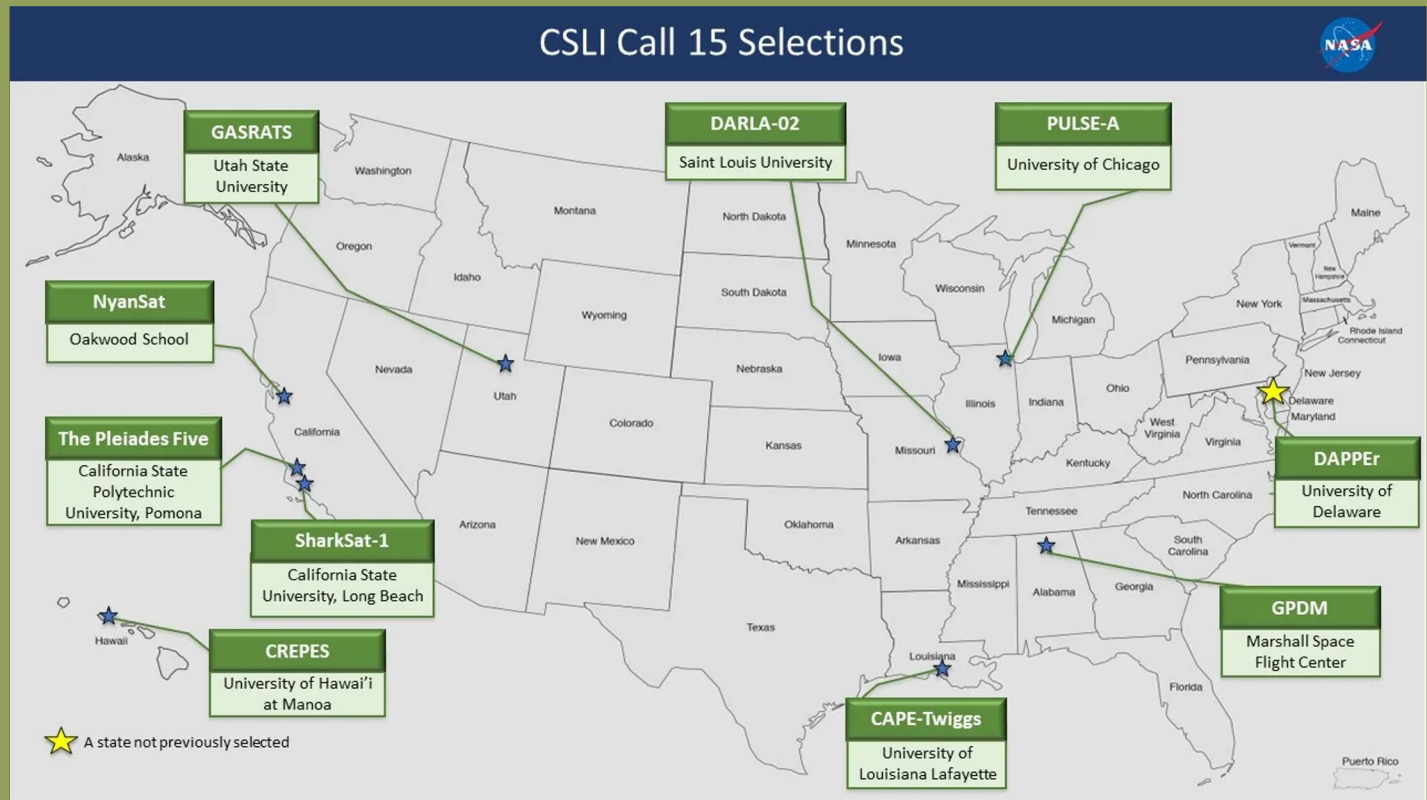 CSLI Call 15 Selections
NASA
GASRATS
Utah State
University
DARLA-02
Saint Louis University
PULSE-A
University of Chicago
NyanSat
Oakwood School
The Pleiades Five
California State
Polytechnic
University, Pomona
SharkSat-1
California State
University, Long Beach
CREPES
University of Hawai’i
at Manoa
CAPE-Twiggs
University of
Louisiana Lafayette
GPDM
Marshall Space
Flight Center
DAPPEr
University of
Delaware
A state not previously selected
Alaska
Washington
Oregon
Idaho
Montana
North Dakota
Minnesota
South Dakota
Wisconsin
Michigan
Wyoming
Nebraska
Iowa
Nevada
Utah
Colorado
Kansas
Missouri
Illinois
Indiana
Ohio
Pennsylvania
New York
Vermont
New
Hampshire
Maine
Massachusetts
Rhode Island
Connecticut
New Jersey
Delaware
Maryland
West
Virginia
Virginia
Kentucky
North Carolina
Tennessee
South
Carolina
California
Arizona
New Mexico
Oklahoma
Arkansas
Mississippi
Alabama
Georgia
Texas
Louisiana
Florida
Hawaii
Puerto Rico